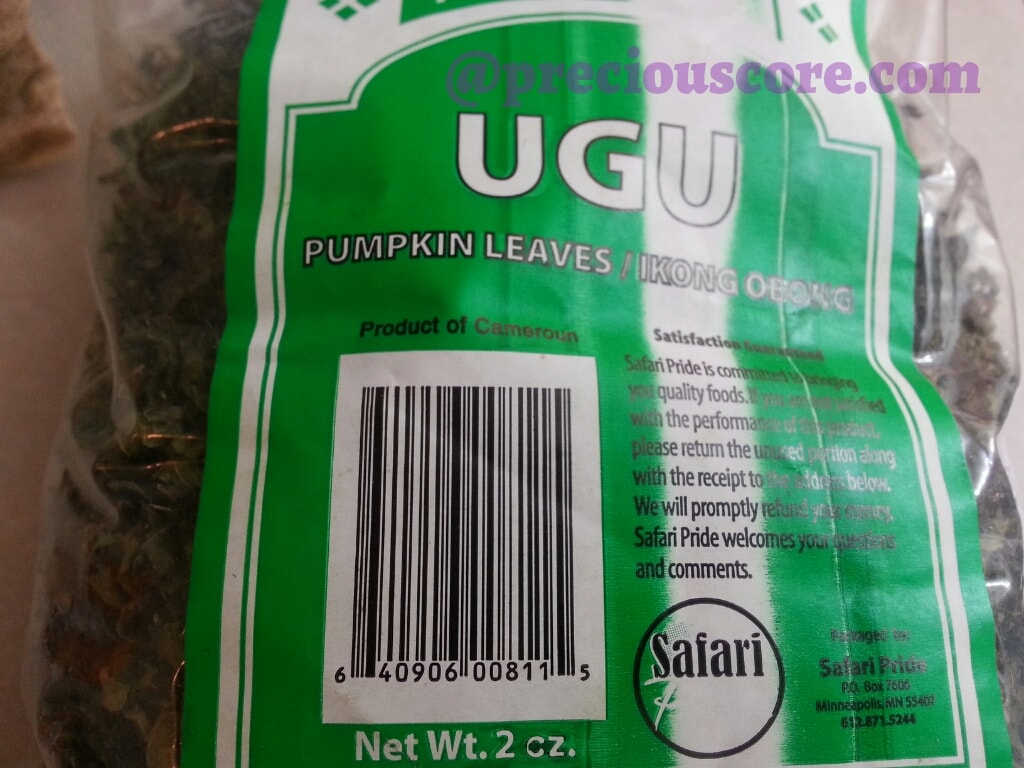 @preciouscore.com
UGU
PUMPKIN LEAVES / IKONG OBONG
Product of Cameroun
Satisfaction Guaranteed
Safari Pride is committed to bringing
you quality foods. If you are not satisfied
with the performance of this product,
please return the unused portion along
with the receipt to the address below.
We will promptly refund your money.
Safari Pride welcomes your questions
and comments.
6 40906 00811 5
Net Wt. 2 oz.
Safari
Packaged by:
Safari Pride
P.O. Box 7606
Minneapolis, MN 55407
612.871.5244